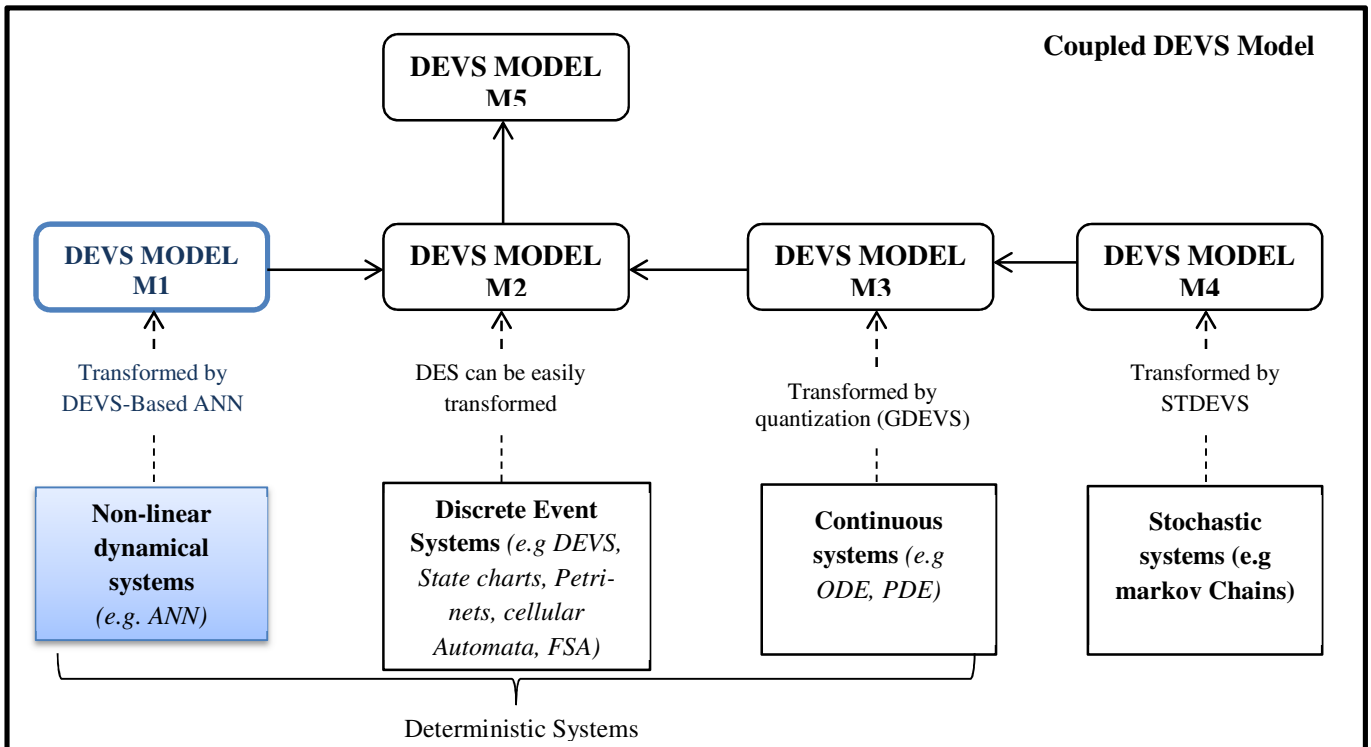 Coupled DEVS Model
DEVS MODEL
M5
DEVS MODEL
M1
DEVS MODEL
M2
DEVS MODEL
M3
DEVS MODEL
M4
Transformed by
DEVS-Based ANN
DES can be easily
transformed
Transformed by
quantization (GDEVS)
Transformed by
STDEVS
Non-linear
dynamical
systems
(e.g. ANN)
Discrete Event
Systems (e.g DEVS,
State charts, Petri-
nets, cellular
Automata, FSA)
Continuous
systems (e.g
ODE, PDE)
Stochastic
systems (e.g
markov Chains)
Deterministic Systems